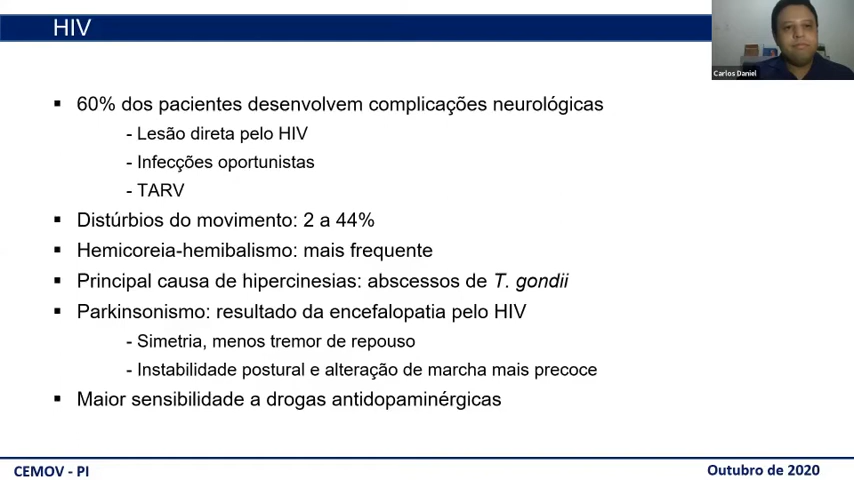 HIV
Carlos Daniel
▪ 60% dos pacientes desenvolvem complicações neurológicas
- Lesão direta pelo HIV
- Infecções oportunistas
- TARV
▪ Distúrbios do movimento: 2 a 44%
▪ Hemicoreia-hemibalismo: mais frequente
▪ Principal causa de hipercinesias: abscessos de T. gondii
▪ Parkinsonismo: resultado da encefalopatia pelo HIV
- Simetria, menos tremor de repouso
- Instabilidade postural e alteração de marcha mais precoce
▪ Maior sensibilidade a drogas antidopaminérgicas
CEMOV - PI
Outubro de 2020